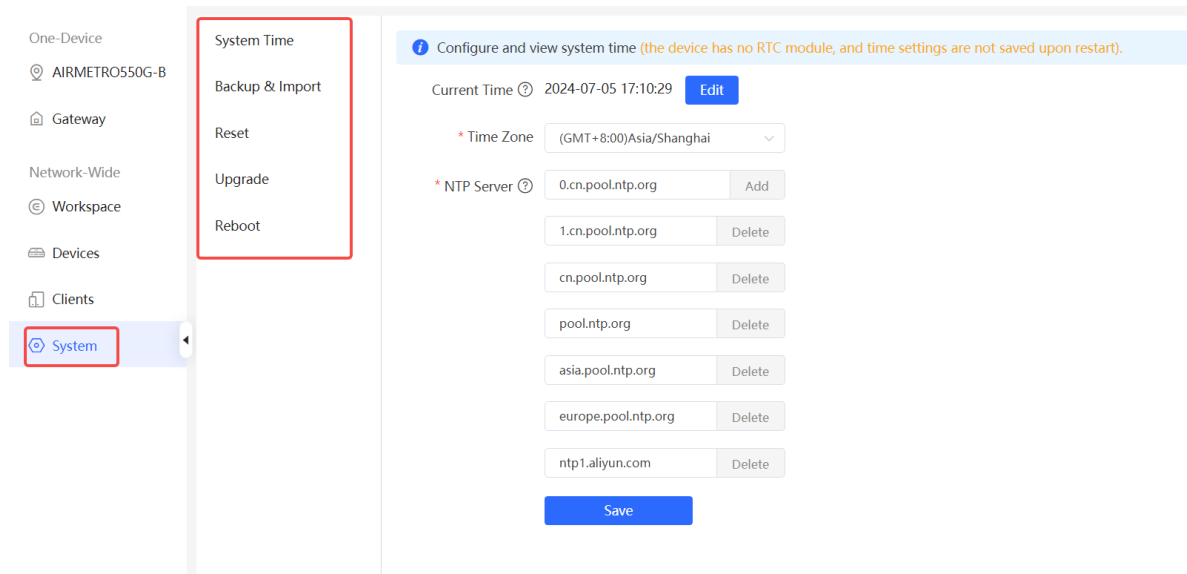 One-Device
AIRMETRO550G-B
Gateway
Network-Wide
Workspace
Devices
Clients
System
System Time
Backup & Import
Reset
Upgrade
Reboot
Configure and view system time (the device has no RTC module, and time settings are not saved upon restart).
Current Time ? 2024-07-05 17:10:29 Edit
* Time Zone (GMT+8:00)Asia/Shanghai
* NTP Server ? 0.cn.pool.ntp.org Add
1.cn.pool.ntp.org Delete
cn.pool.ntp.org Delete
pool.ntp.org Delete
asia.pool.ntp.org Delete
europe.pool.ntp.org Delete
ntp1.aliyun.com Delete
Save